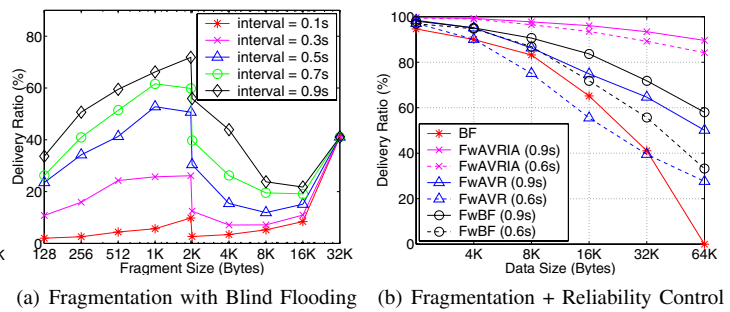 80
60
40
20
0
Delivery Ratio (%)
interval = 0.1s
interval = 0.3s
interval = 0.5s
interval = 0.7s
interval = 0.9s
K
128 256 512 1K 2K 4K 8K 16K 32K
Fragment Size (Bytes)
(a) Fragmentation with Blind Flooding
100
80
60
40
20
0
Delivery Ratio (%)
BF
FwAVRIA (0.9s)
FwAVRIA (0.6s)
FwAVR (0.9s)
FwAVR (0.6s)
FwBF (0.9s)
FwBF (0.6s)
4K 8K 16K 32K 64K
Data Size (Bytes)
(b) Fragmentation + Reliability Control